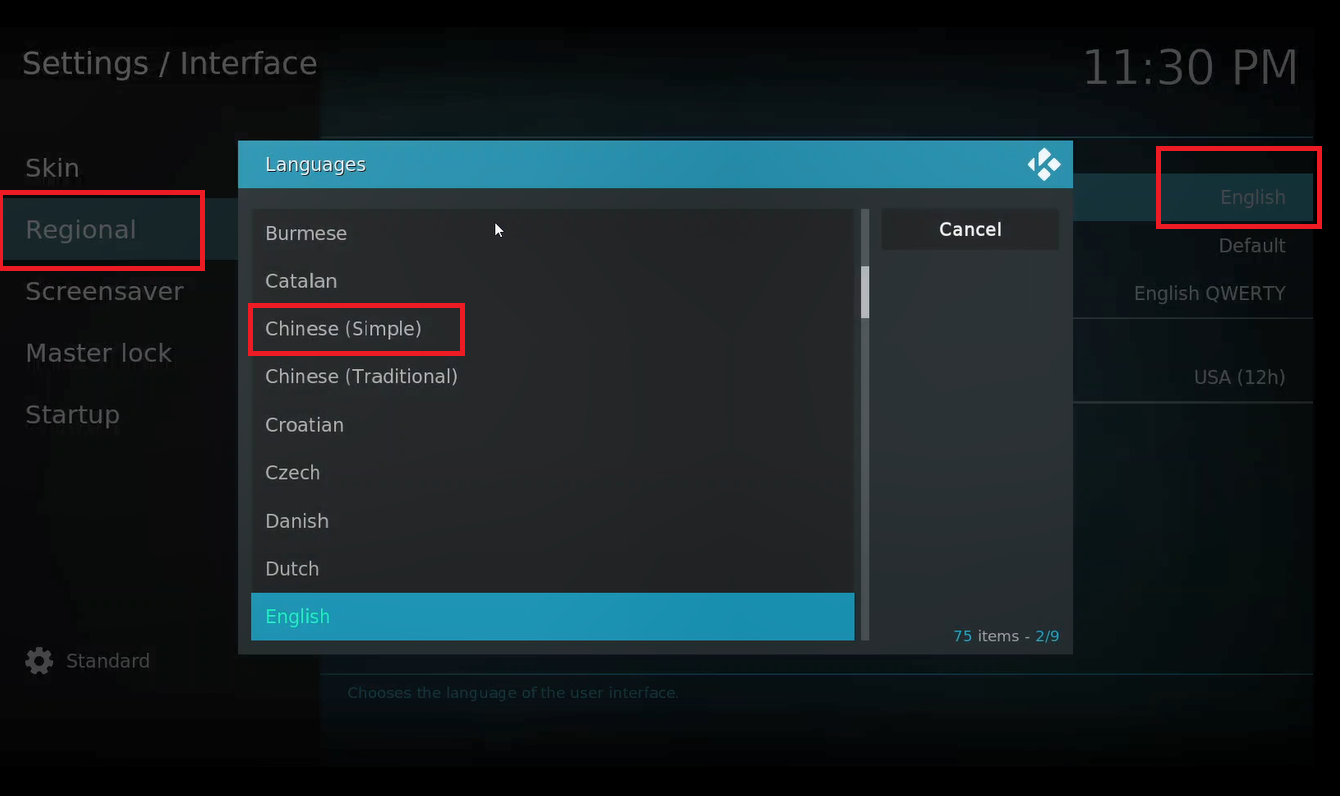 Settings / Interface
11:30 PM
Skin
Regional
Screensaver
Master lock
Startup
Standard
Languages
Burmese
Catalan
Chinese (Simple)
Chinese (Traditional)
Croatian
Czech
Danish
Dutch
English
Cancel
75 items - 2/9
English
Default
English QWERTY
USA (12h)
Chooses the language of the user interface.